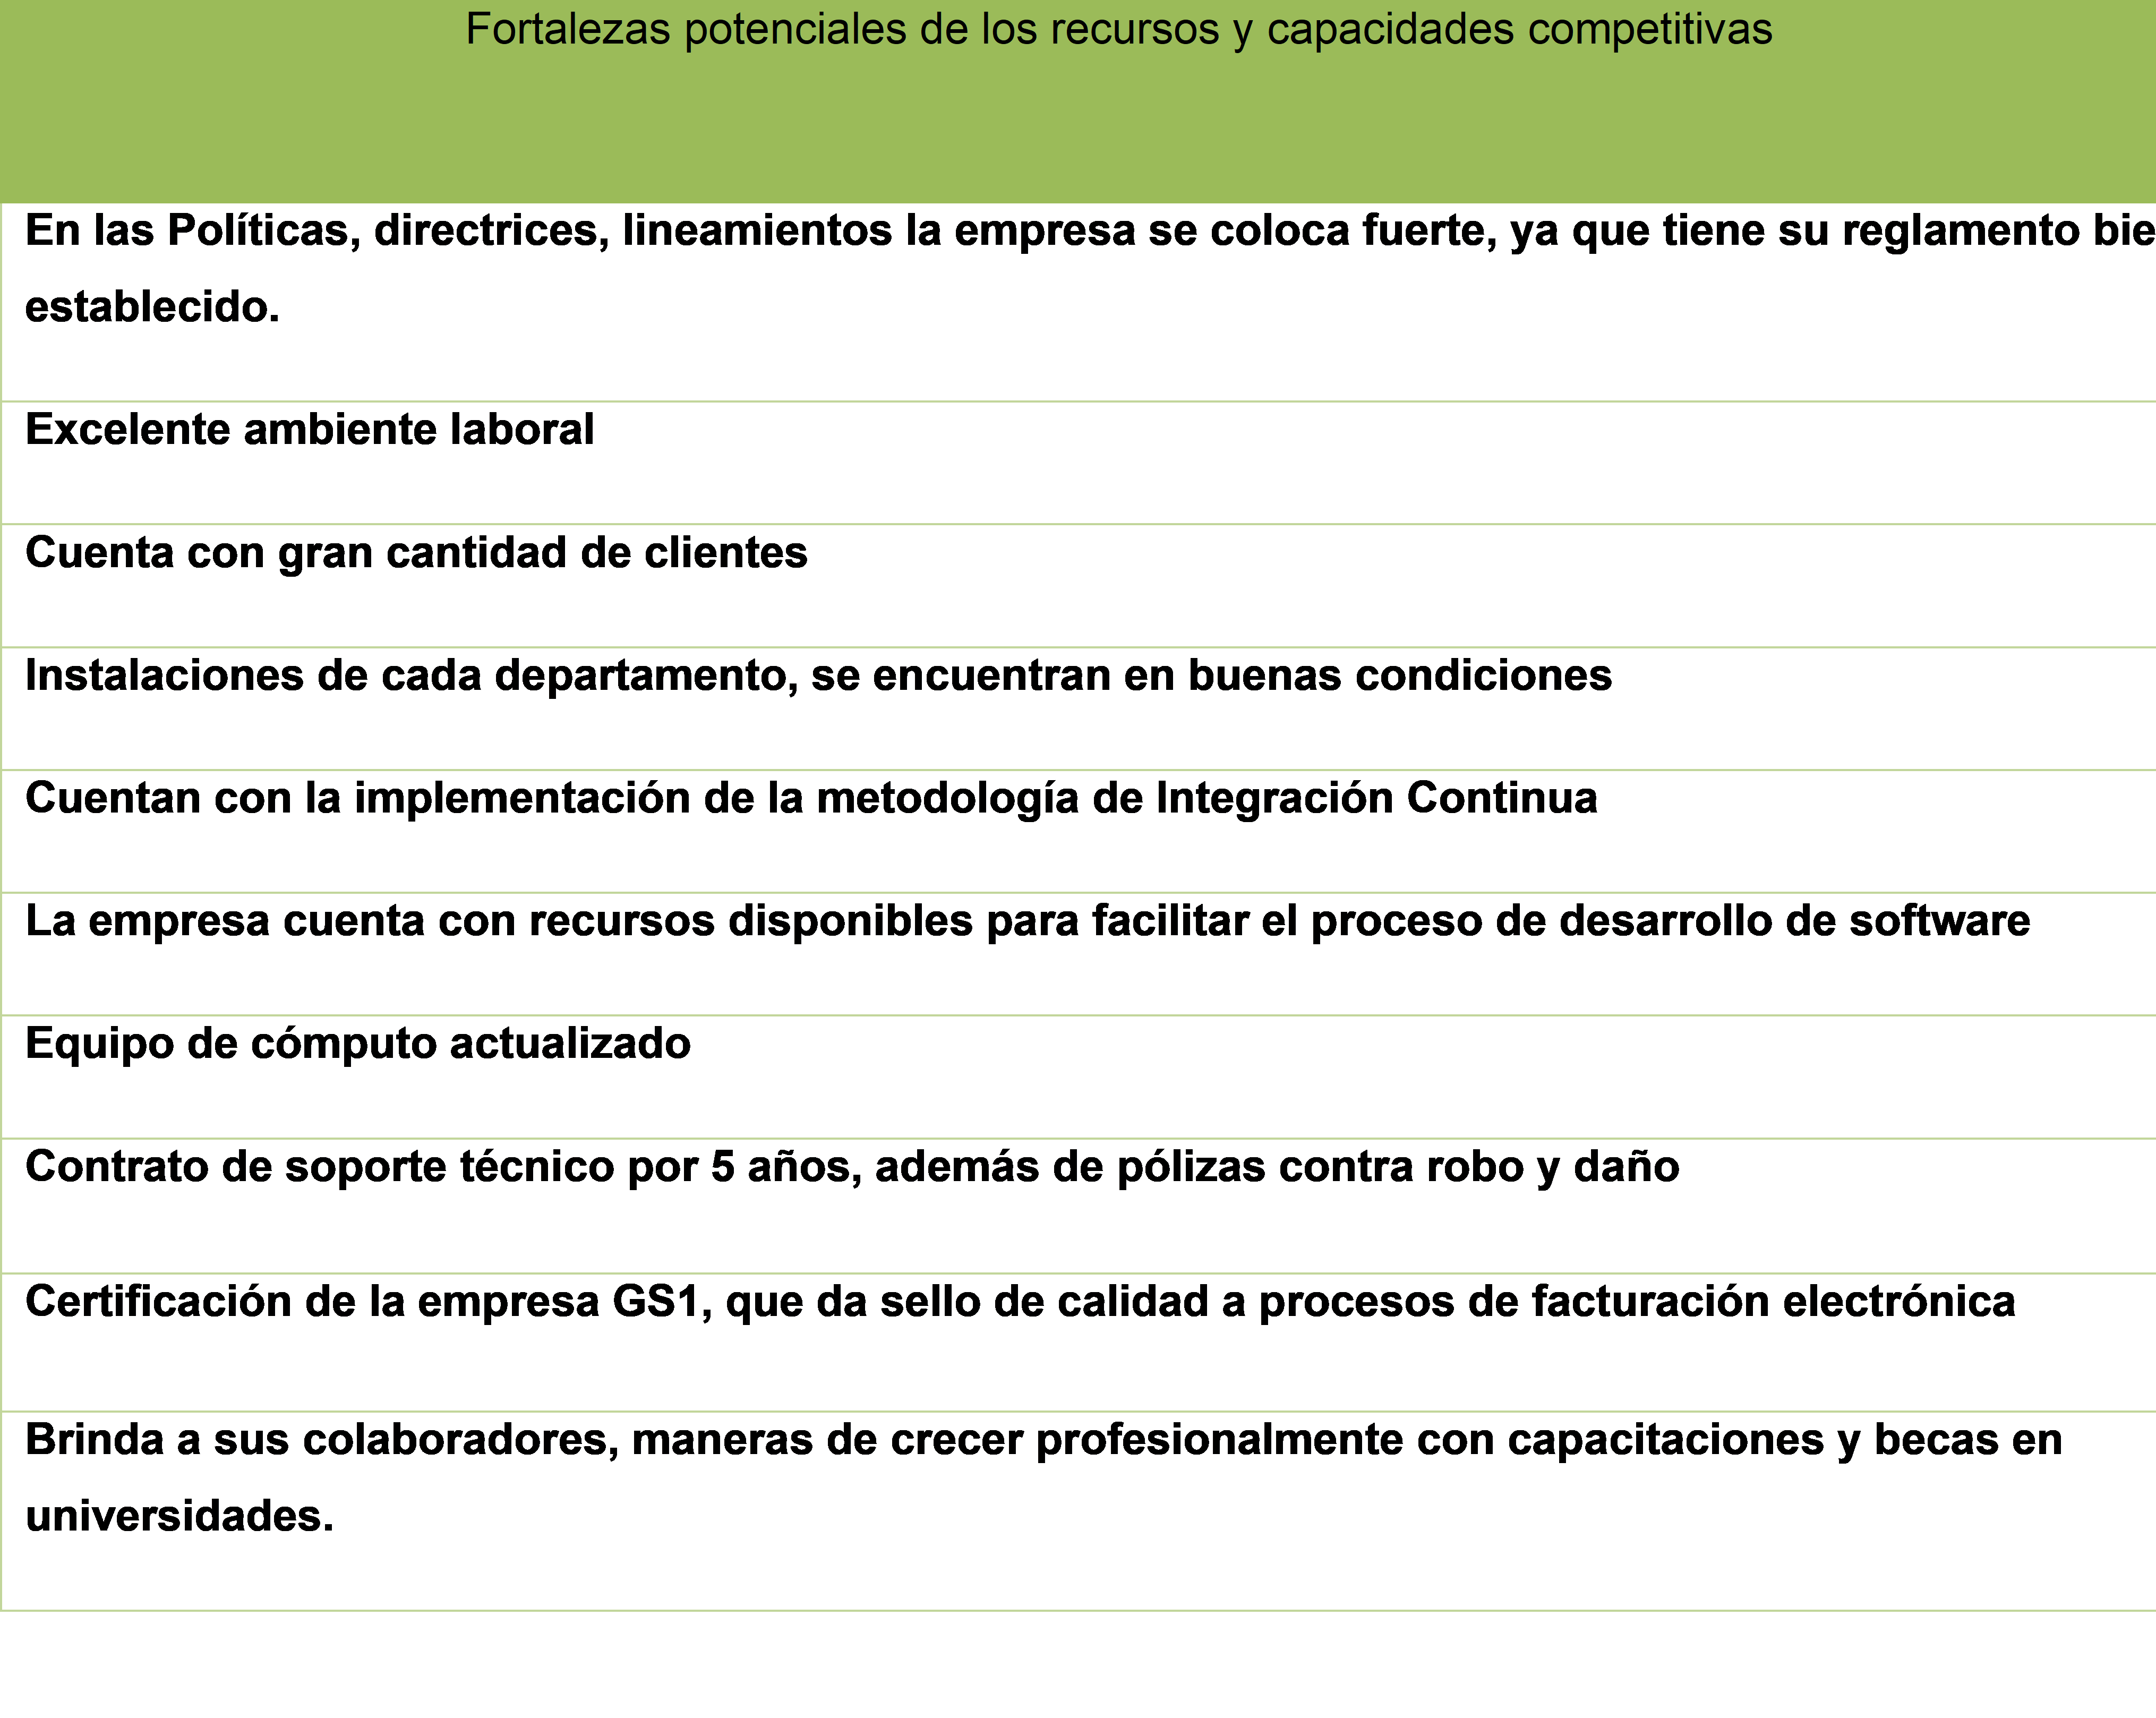 Fortalezas potenciales de los recursos y capacidades competitivas
En las Políticas, directrices, lineamientos la empresa se coloca fuerte, ya que tiene su reglamento bie
establecido.
Excelente ambiente laboral
Cuenta con gran cantidad de clientes
Instalaciones de cada departamento, se encuentran en buenas condiciones
Cuentan con la implementación de la metodología de Integración Continua
La empresa cuenta con recursos disponibles para facilitar el proceso de desarrollo de software
Equipo de cómputo actualizado
Contrato de soporte técnico por 5 años, además de pólizas contra robo y daño
Certificación de la empresa GS1, que da sello de calidad a procesos de facturación electrónica
Brinda a sus colaboradores, maneras de crecer profesionalmente con capacitaciones y becas en
universidades.